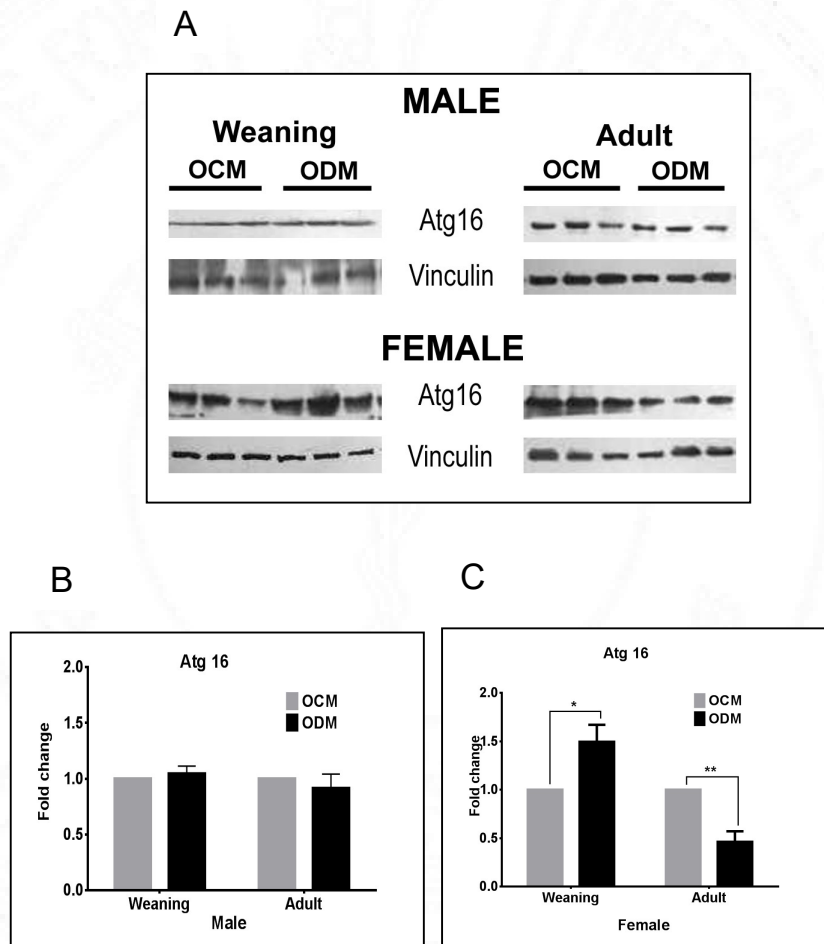 A
MALE
Weaning Adult
OCM ODM OCM ODM
Atg16
Vinculin
FEMALE
Atg16
Vinculin
B
Atg 16
2.0
1.5
1.0
0.5
0.0
Fold change
OCM
ODM
Weaning Adult
Male
C
Atg 16
2.0
1.5
1.0
0.5
0.0
Fold change
OCM
ODM
*
**
Weaning Adult
Female